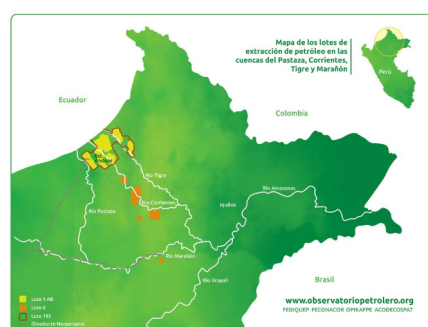 Mapa de los lotes de
extracción de petróleo en las
cuencas del Pastaza, Corrientes,
Tigre y Marañón
Perú
Ecuador
Colombia
Río Tigre
Río Corrientes
Río Pastaza
Iquitos
Río Amazonas
Río Marañón
Río Ucayali
Brasil
Lote 1 AB
Lote 8
Lote 192
Oleoducto Norperuano
www.observatoriopetrolero.org
FEDIQUEP FECONACOR OPIKAFPE ACODECOSPAT